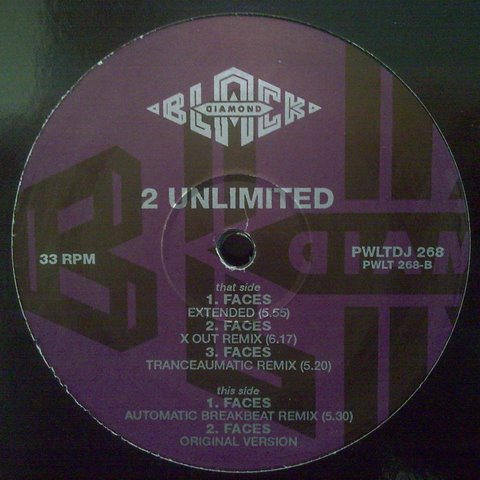 BLACK
DIAMOND
2 UNLIMITED
33 RPM
PWLTDJ 268
PWLT 268-B
that side
1. FACES
EXTENDED (5.55)
2. FACES
X OUT REMIX (6.17)
3. FACES
TRANCEAUMATIC REMIX (5.20)
this side
1. FACES
AUTOMATIC BREAKBEAT REMIX (5.30)
2. FACES
ORIGINAL VERSION